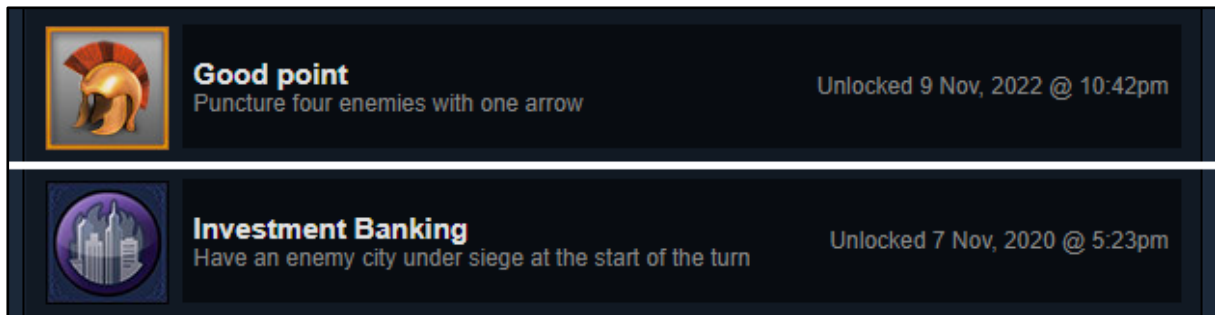 Good point
Puncture four enemies with one arrow
Unlocked 9 Nov, 2022 @ 10:42pm
Investment Banking
Have an enemy city under siege at the start of the turn
Unlocked 7 Nov, 2020 @ 5:23pm